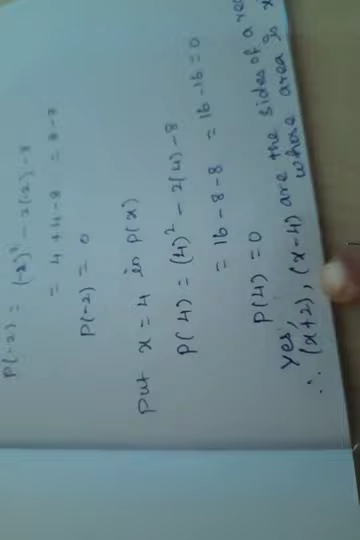 P(-2) = (-2)² - 2(-2) - 8
= 4 + 4 - 8 = 8 - 8
P(-2) = 0
Put x = 4 in P(x)
P(4) = (4)² - 2(4) - 8
= 16 - 8 - 8 = 16 - 16 = 0
P(4) = 0
Yes,
∴ (x+2), (x-4) are the sides of a
whose area is x